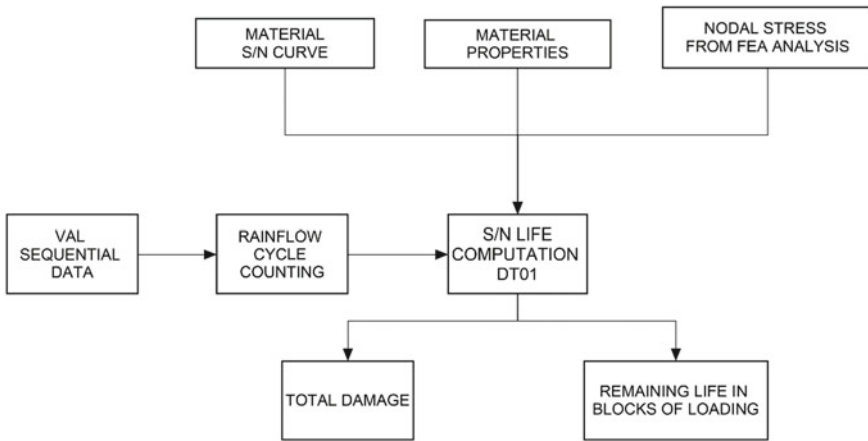 MATERIAL
S/N CURVE
MATERIAL
PROPERTIES
NODAL STRESS
FROM FEA ANALYSIS
VAL
SEQUENTIAL
DATA
RAINFLOW
CYCLE
COUNTING
S/N LIFE
COMPUTATION
DT01
TOTAL DAMAGE
REMAINING LIFE IN
BLOCKS OF LOADING